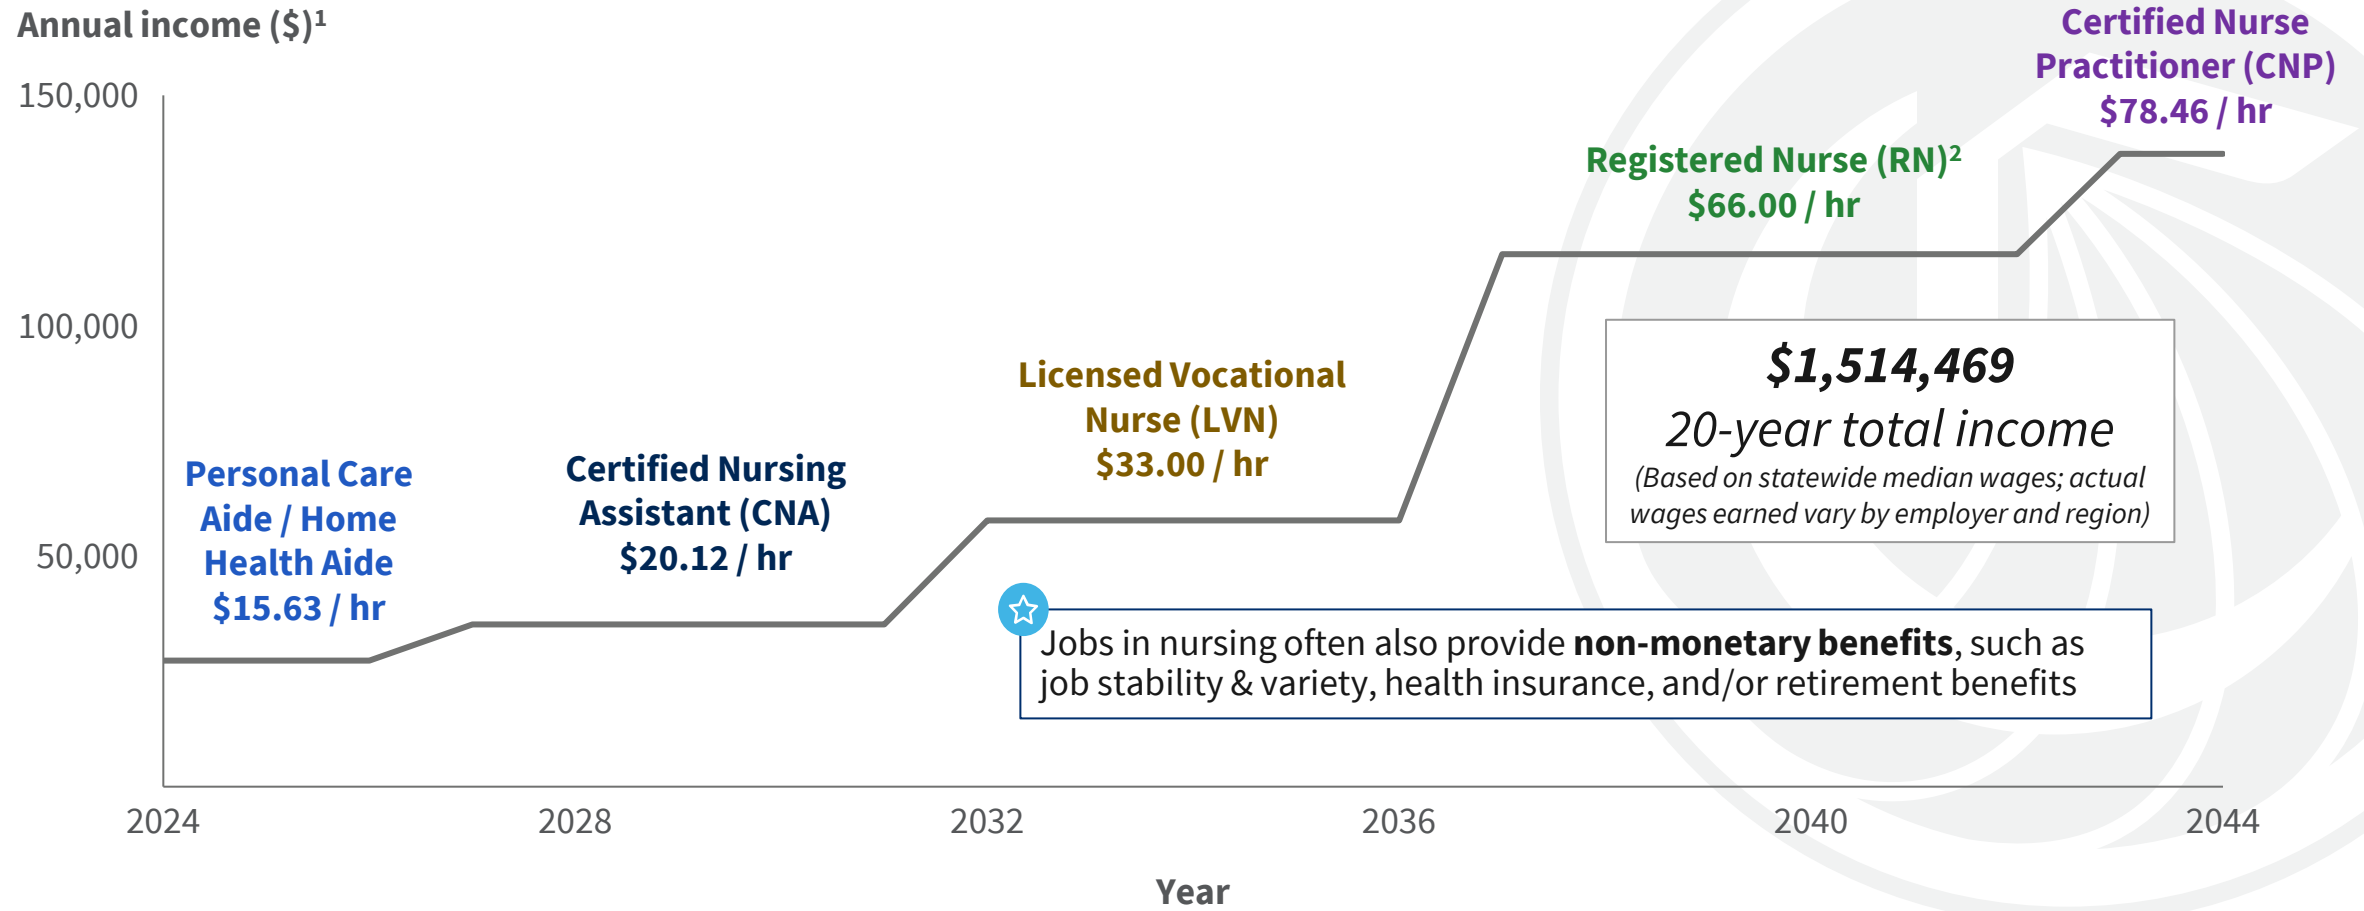 Annual income ($)¹
150,000
100,000
50,000
Personal Care
Aide / Home
Health Aide
$15.63 / hr
Certified Nursing
Assistant (CNA)
$20.12 / hr
Licensed Vocational
Nurse (LVN)
$33.00 / hr
Registered Nurse (RN)²
$66.00 / hr
Certified Nurse
Practitioner (CNP)
$78.46 / hr
$1,514,469
20-year total income
(Based on statewide median wages; actual
wages earned vary by employer and region)
Jobs in nursing often also provide non-monetary benefits, such as
job stability & variety, health insurance, and/or retirement benefits
2024
2028
2032
2036
2040
2044
Year